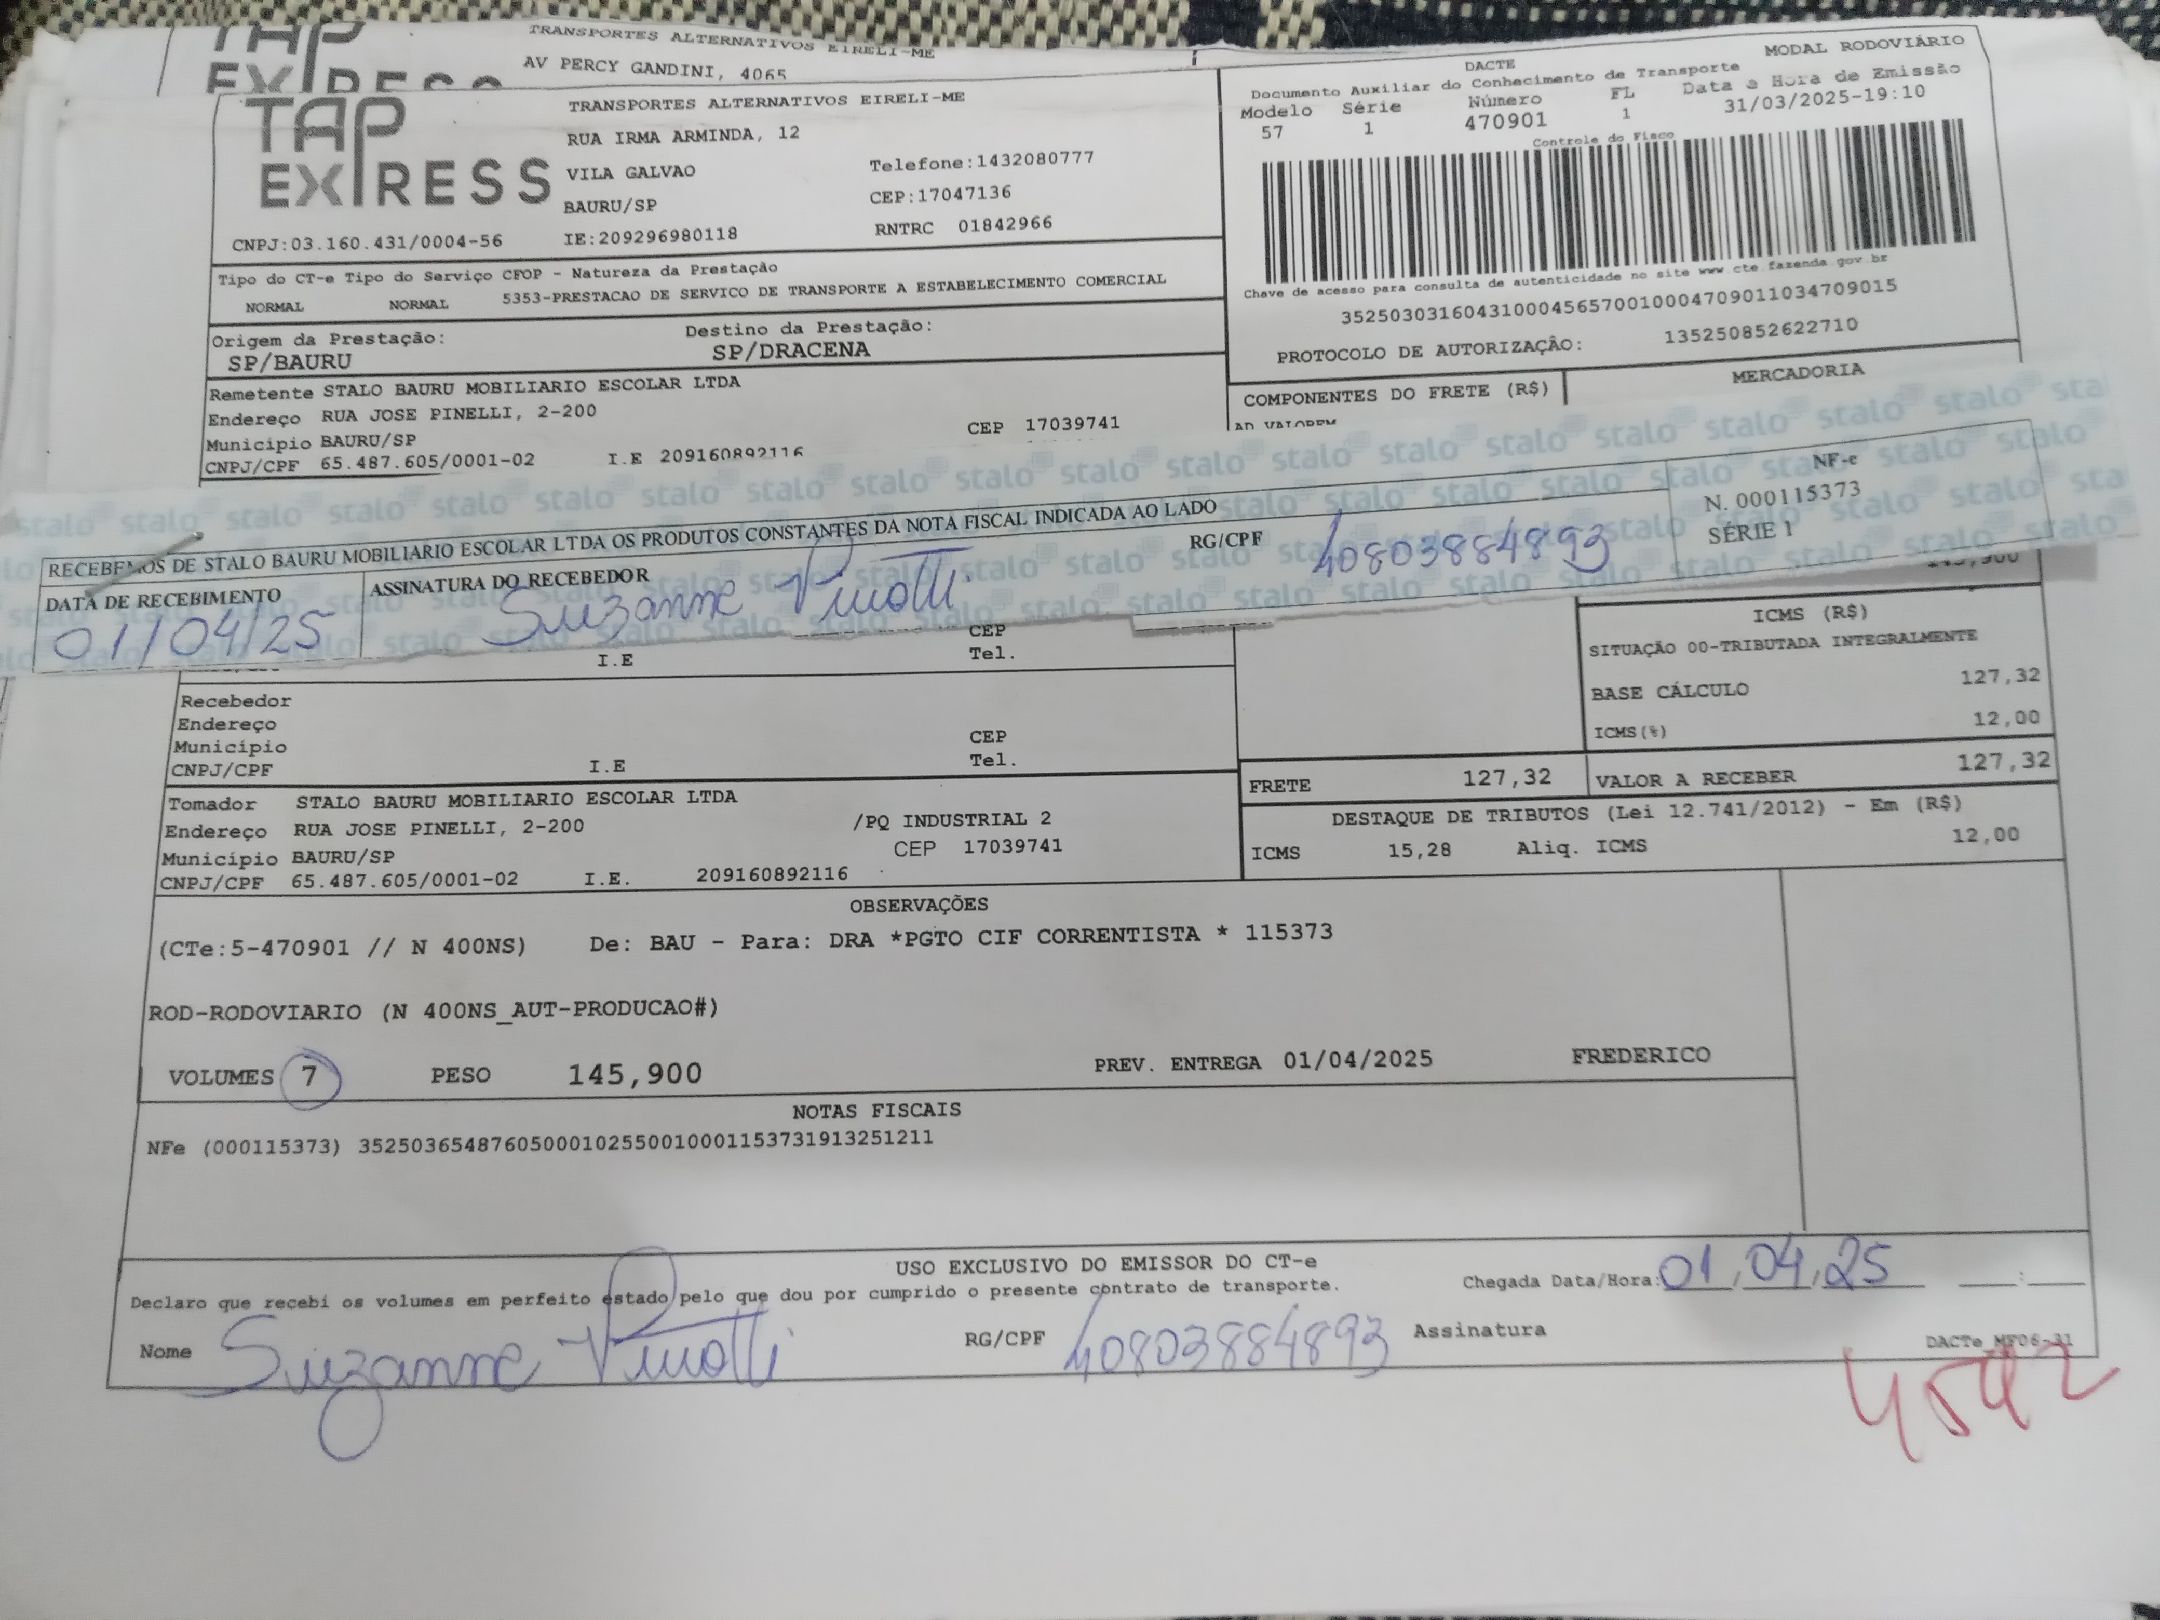 TAP
EXPRESS
TRANSPORTES ALTERNATIVOS EIRELI-ME
AV PERCY GANDINI, 4065
TAP
EXPRESS
TRANSPORTES ALTERNATIVOS EIRELI-ME
RUA IRMA ARMINDA, 12
VILA GALVAO Telefone:1432080777
BAURU/SP CEP:17047136
CNPJ:03.160.431/0004-56 IE:209296980118 RNTRC 01842966
DACTE MODAL RODOVIÁRIO
Documento Auxiliar do Conhecimento de Transporte
Modelo Série Número FL Data e Hora de Emissão
57 1 470901 1 31/03/2025-19:10
Controle do Fisco
Chave de acesso para consulta de autenticidade no site www.cte.fazenda.gov.br
35250303160431000456570010004709011034709015
PROTOCOLO DE AUTORIZAÇÃO: 135250852622710
Tipo do CT-e Tipo do Serviço CFOP - Natureza da Prestação
NORMAL NORMAL 5353-PRESTACAO DE SERVICO DE TRANSPORTE A ESTABELECIMENTO COMERCIAL
Origem da Prestação: Destino da Prestação:
SP/BAURU SP/DRACENA
Remetente STALO BAURU MOBILIARIO ESCOLAR LTDA
Endereço RUA JOSE PINELLI, 2-200
Município BAURU/SP CEP 17039741
CNPJ/CPF 65.487.605/0001-02 I.E 209160892116
COMPONENTES DO FRETE (R$) MERCADORIA
AD VALOREM
RECEBEMOS DE STALO BAURU MOBILIARIO ESCOLAR LTDA OS PRODUTOS CONSTANTES DA NOTA FISCAL INDICADA AO LADO
DATA DE RECEBIMENTO ASSINATURA DO RECEBEDOR RG/CPF
01/04/25 Suzanne Pinotti 40803884893
NF-e
N. 000115373
SÉRIE 1
stalo
145,900
CEP
I.E Tel.
Recebedor
Endereço
Município CEP
CNPJ/CPF I.E Tel.
ICMS (R$)
SITUAÇÃO 00-TRIBUTADA INTEGRALMENTE
BASE CÁLCULO 127,32
ICMS(%) 12,00
FRETE 127,32 VALOR A RECEBER 127,32
Tomador STALO BAURU MOBILIARIO ESCOLAR LTDA
Endereço RUA JOSE PINELLI, 2-200 /PQ INDUSTRIAL 2
Município BAURU/SP CEP 17039741
CNPJ/CPF 65.487.605/0001-02 I.E. 209160892116
DESTAQUE DE TRIBUTOS (Lei 12.741/2012) - Em (R$)
ICMS 15,28 Aliq. ICMS 12,00
OBSERVAÇÕES
(CTe:5-470901 // N 400NS) De: BAU - Para: DRA *PGTO CIF CORRENTISTA * 115373
ROD-RODOVIARIO (N 400NS_AUT-PRODUCAO#)
VOLUMES 7 PESO 145,900 PREV. ENTREGA 01/04/2025 FREDERICO
NOTAS FISCAIS
NFe (000115373) 35250365487605000102550010001153731913251211
USO EXCLUSIVO DO EMISSOR DO CT-e
Declaro que recebi os volumes em perfeito estado pelo que dou por cumprido o presente contrato de transporte. Chegada Data/Hora: 01,04,25 :
Nome Suzanne Pinotti RG/CPF 40803884893 Assinatura
DACTe_MF06-31
4592